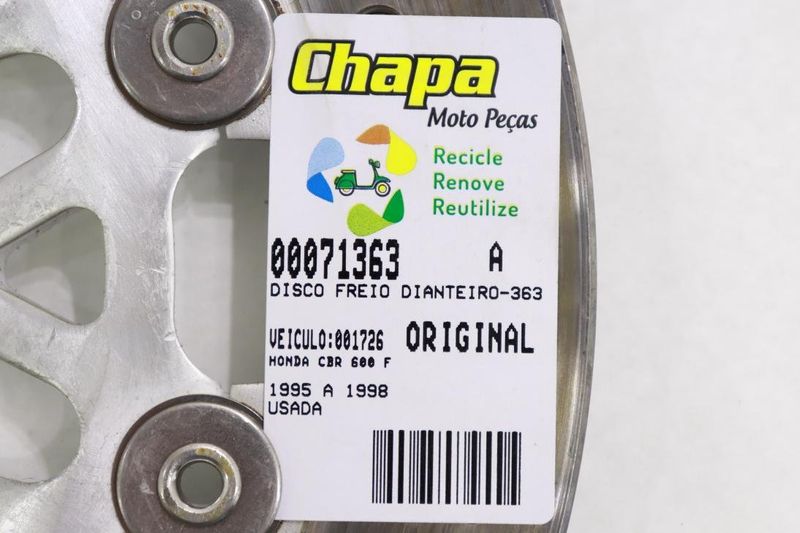 Chapa
Moto Peças
Recicle
Renove
Reutilize
00071363 A
DISCO FREIO DIANTEIRO-363
VEICULO:001726 ORIGINAL
HONDA CBR 600 F
1995 A 1998
USADA